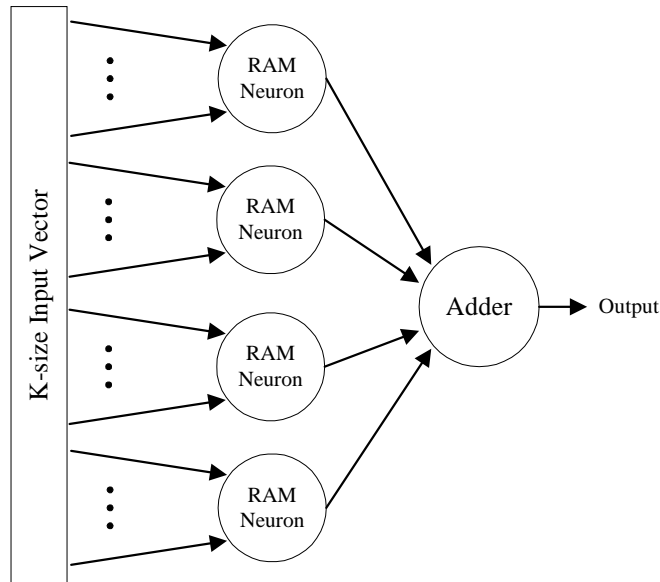 K-size Input Vector
RAM
Neuron
RAM
Neuron
RAM
Neuron
RAM
Neuron
Adder
Output